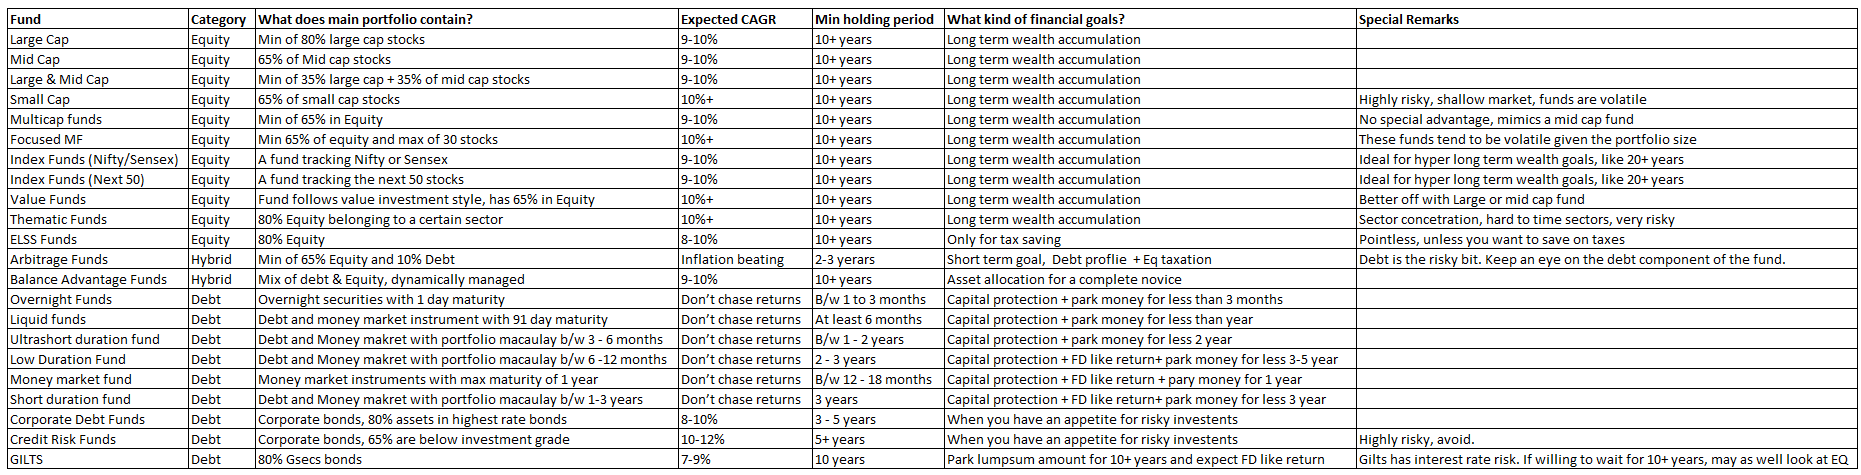 Fund Category What does main portfolio contain? Expected CAGR Min holding period What kind of financial goals? Special Remarks
Large Cap Equity Min of 80% large cap stocks 9-10% 10+ years Long term wealth accumulation
Mid Cap Equity 65% of Mid cap stocks 9-10% 10+ years Long term wealth accumulation
Large & Mid Cap Equity Min of 35% large cap + 35% of mid cap stocks 9-10% 10+ years Long term wealth accumulation
Small Cap Equity 65% of small cap stocks 10%+ 10+ years Long term wealth accumulation Highly risky, shallow market, funds are volatile
Multicap funds Equity Min of 65% in Equity 9-10% 10+ years Long term wealth accumulation No special advantage, mimics a mid cap fund
Focused MF Equity Min 65% of equity and max of 30 stocks 10%+ 10+ years Long term wealth accumulation These funds tend to be volatile given the portfolio size
Index Funds (Nifty/Sensex) Equity A fund tracking Nifty or Sensex 9-10% 10+ years Long term wealth accumulation Ideal for hyper long term wealth goals, like 20+ years
Index Funds (Next 50) Equity A fund tracking the next 50 stocks 9-10% 10+ years Long term wealth accumulation Ideal for hyper long term wealth goals, like 20+ years
Value Funds Equity Fund follows value investment style, has 65% in Equity 10%+ 10+ years Long term wealth accumulation Better off with Large or mid cap fund
Thematic Funds Equity 80% Equity belonging to a certain sector 10%+ 10+ years Long term wealth accumulation Sector concetration, hard to time sectors, very risky
ELSS Funds Equity 80% Equity 8-10% 10+ years Only for tax saving Pointless, unless you want to save on taxes
Arbitrage Funds Hybrid Min of 65% Equity and 10% Debt Inflation beating 2-3 yerars Short term goal, Debt proflie + Eq taxation Debt is the risky bit. Keep an eye on the debt component of the fund.
Balance Advantage Funds Hybrid Mix of debt & Equity, dynamically managed 9-10% 10+ years Asset allocation for a complete novice
Overnight Funds Debt Overnight securities with 1 day maturity Don't chase returns B/w 1 to 3 months Capital protection + park money for less than 3 months
Liquid funds Debt Debt and money market instrument with 91 day maturity Don't chase returns At least 6 months Capital protection + park money for less than year
Ultrashort duration fund Debt Debt and Money makret with portfolio macaulay b/w 3 - 6 months Don't chase returns B/w 1 - 2 years Capital protection + park money for less 2 year
Low Duration Fund Debt Debt and Money makret with portfolio macaulay b/w 6 -12 months Don't chase returns 2 - 3 years Capital protection + FD like return+ park money for less 3-5 year
Money market fund Debt Money market instruments with max maturity of 1 year Don't chase returns B/w 12 - 18 months Capital protection + FD like return + pary money for 1 year
Short duration fund Debt Debt and Money makret with portfolio macaulay b/w 1-3 years Don't chase returns 3 years Capital protection + FD like return+ park money for less 3 year
Corporate Debt Funds Debt Corporate bonds, 80% assets in highest rate bonds 8-10% 3 - 5 years When you have an appetite for risky investents
Credit Risk Funds Debt Corporate bonds, 65% are below investment grade 10-12% 5+ years When you have an appetite for risky investents Highly risky, avoid.
GILTS Debt 80% Gsecs bonds 7-9% 10 years Park lumpsum amount for 10+ years and expect FD like return Gilts has interest rate risk. If willing to wait for 10+ years, may as well look at EQ